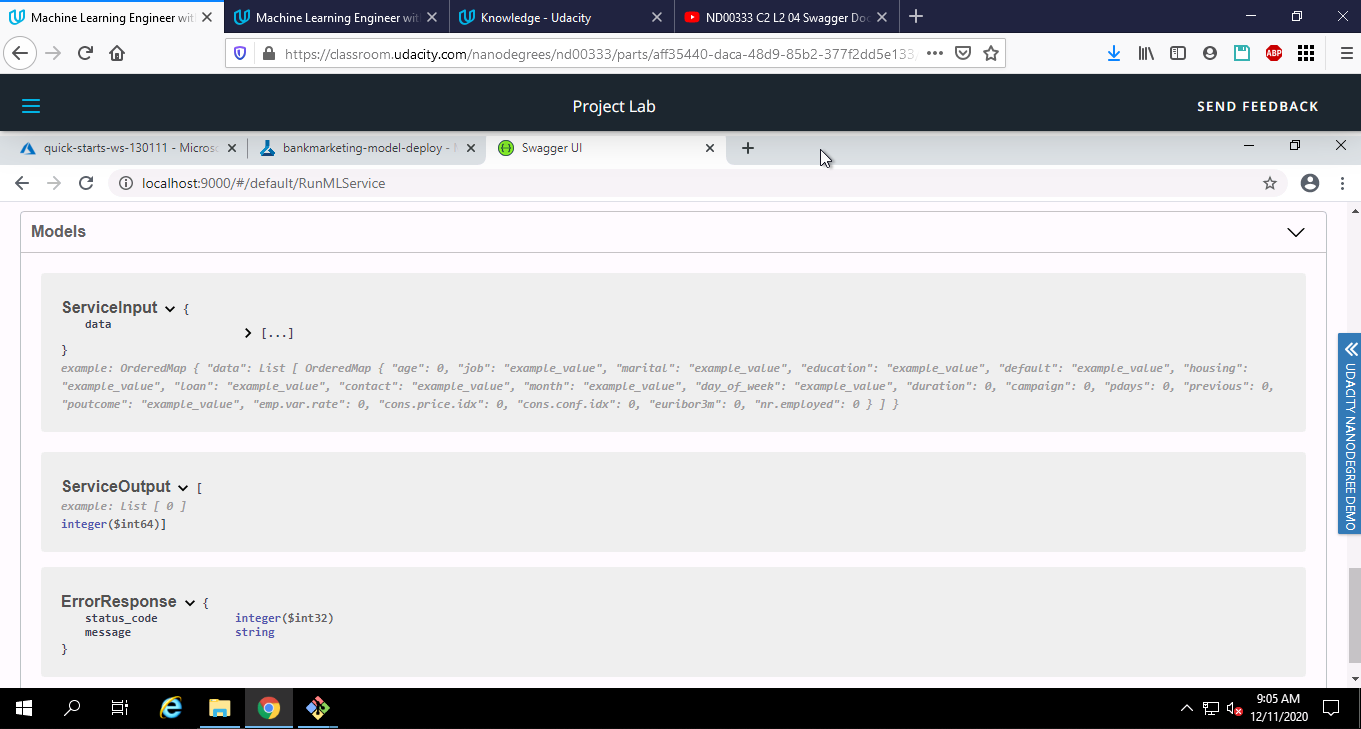 Machine Learning Engineer wit
Machine Learning Engineer wit
Knowledge - Udacity
ND00333 C2 L2 04 Swagger Doc
https://classroom.udacity.com/nanodegrees/nd00333/parts/aff35440-daca-48d9-85b2-377f2dd5e133
ABP
Project Lab
SEND FEEDBACK
quick-starts-ws-130111 - Micros
bankmarketing-model-deploy -
Swagger UI
localhost:9000/#/default/RunMLService
Models
ServiceInput {
data
[...]
}
example: OrderedMap { "data": List [ OrderedMap { "age": 0, "job": "example_value", "marital": "example_value", "education": "example_value", "default": "example_value", "housing":
"example_value", "loan": "example_value", "contact": "example_value", "month": "example_value", "day_of_week": "example_value", "duration": 0, "campaign": 0, "pdays": 0, "previous": 0,
"poutcome": "example_value", "emp.var.rate": 0, "cons.price.idx": 0, "cons.conf.idx": 0, "euribor3m": 0, "nr.employed": 0 } ] }
UDACITY NANODEGREE DEMO
ServiceOutput [
example: List [ 0 ]
integer($int64)]
ErrorResponse {
status_code integer($int32)
message string
}
9:05 AM
12/11/2020